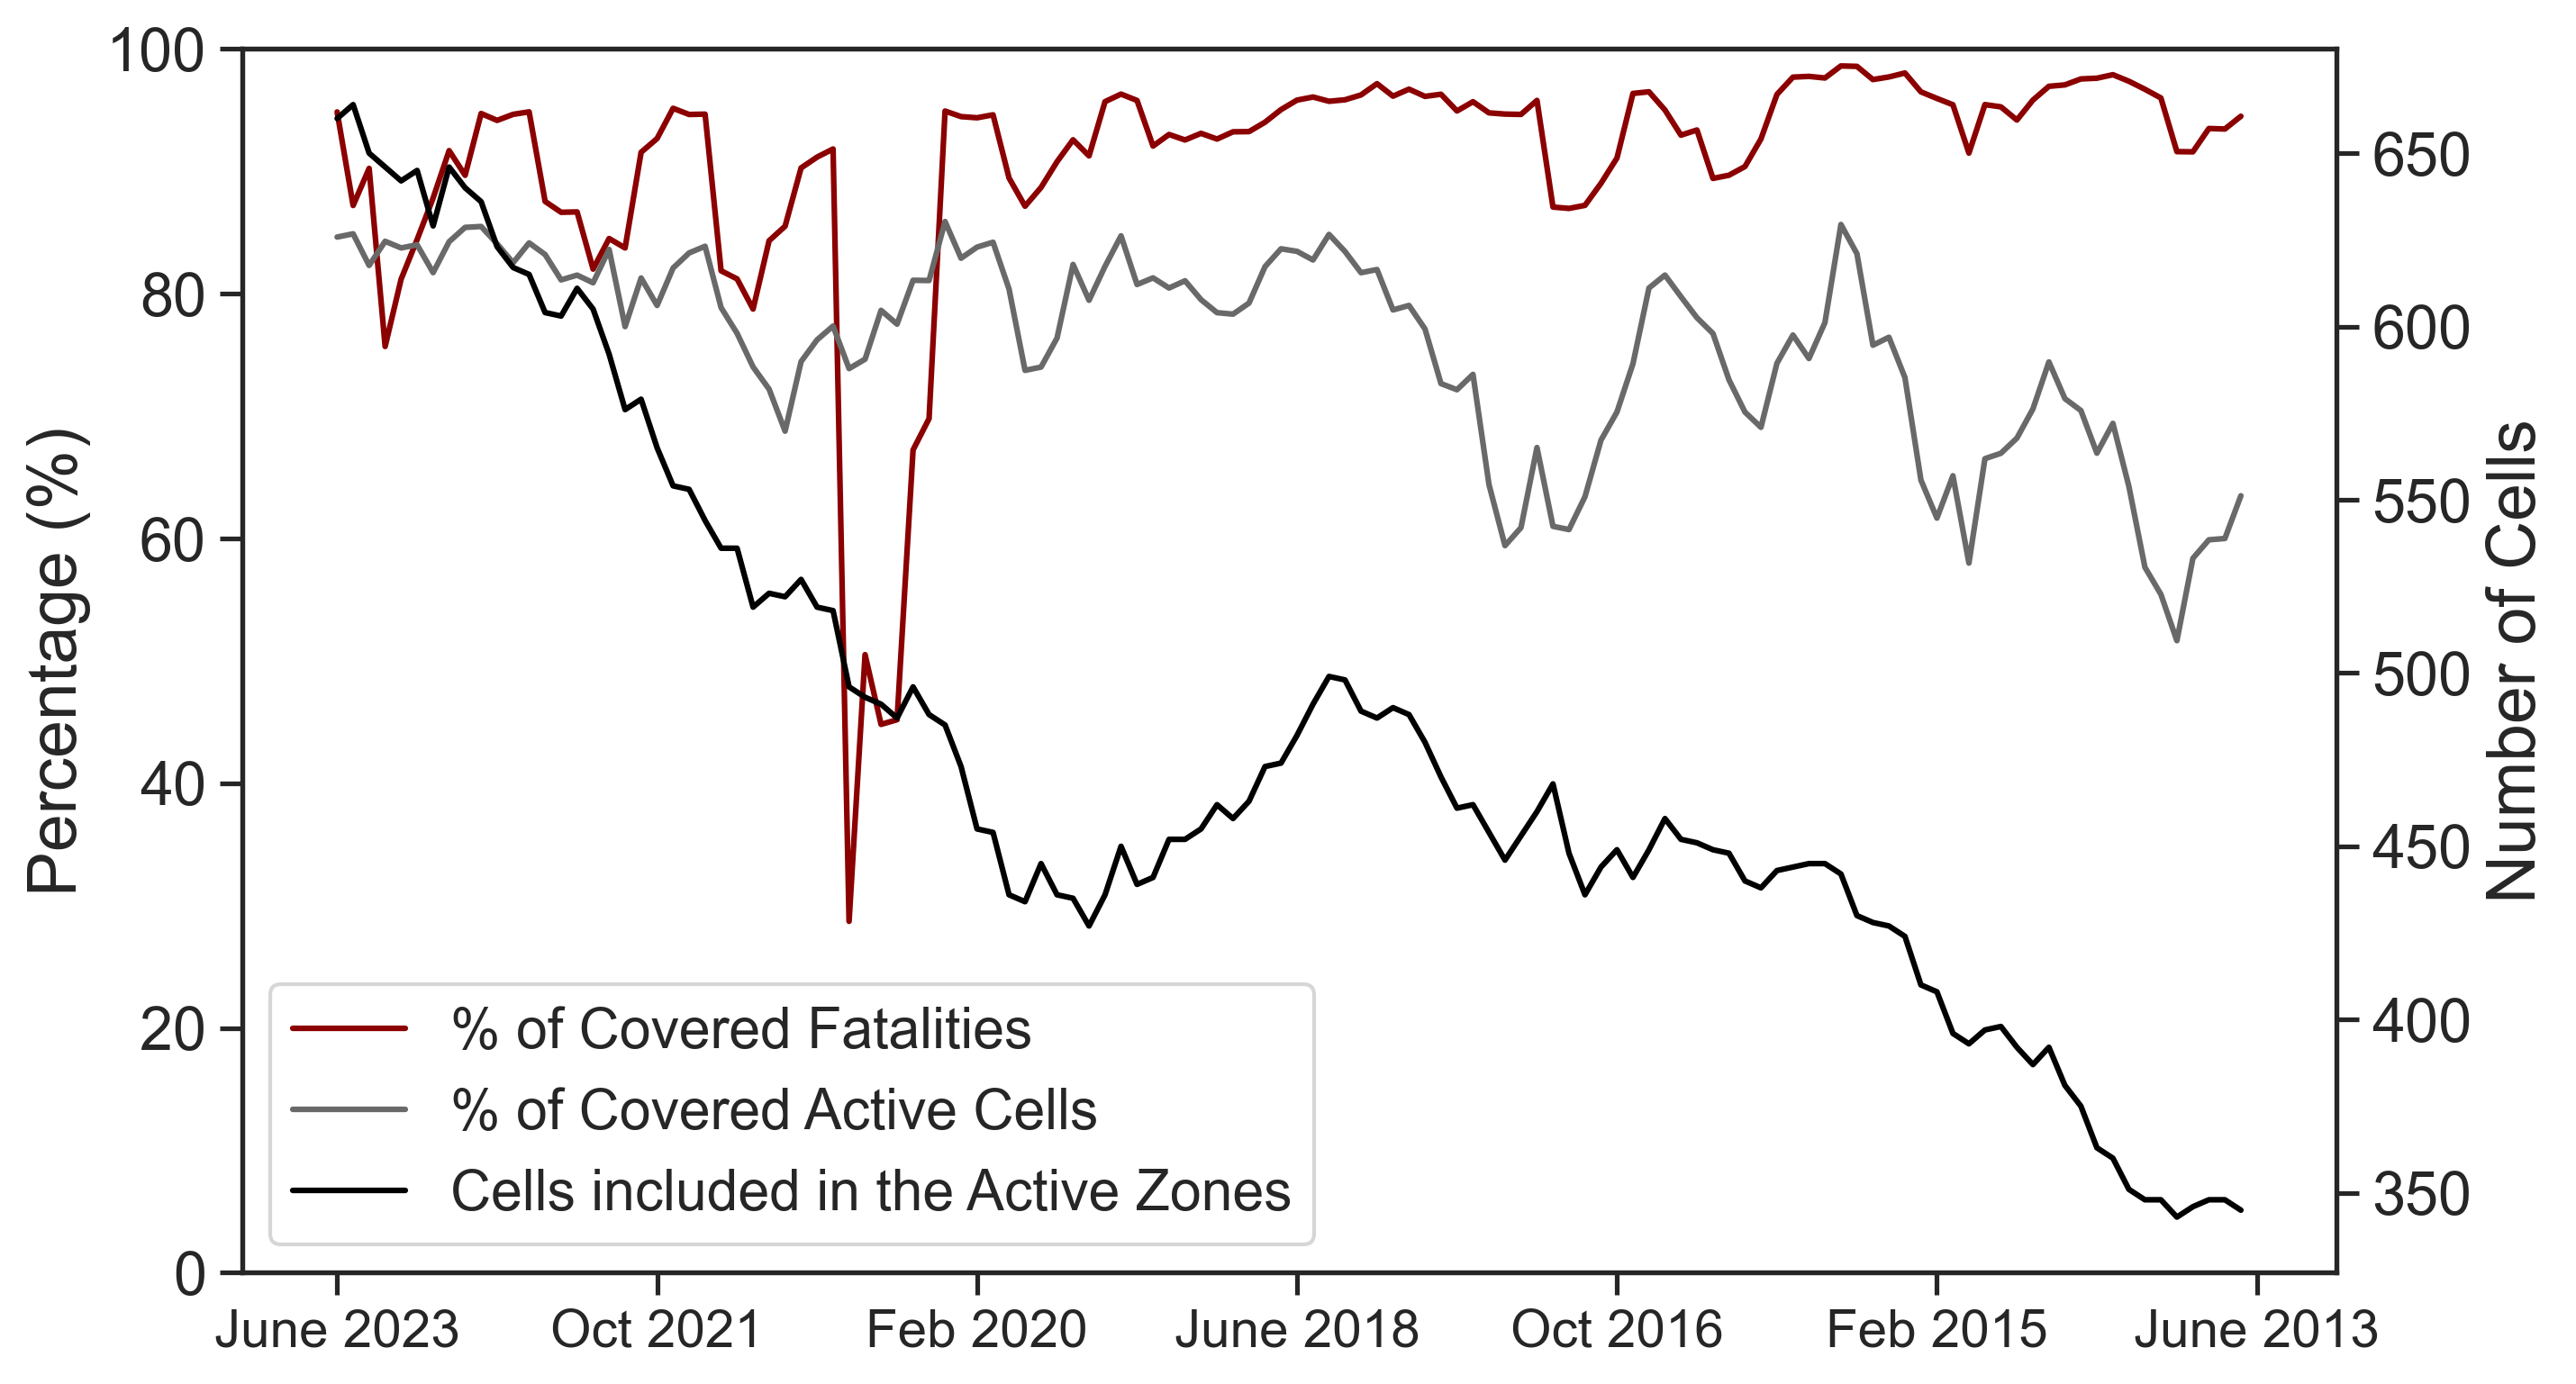 Percentage (%)
100
80
60
40
20
0
% of Covered Fatalities
% of Covered Active Cells
Cells included in the Active Zones
June 2023
Oct 2021
Feb 2020
June 2018
Oct 2016
Feb 2015
June 2013
650
600
550
500
450
400
350
Number of Cells